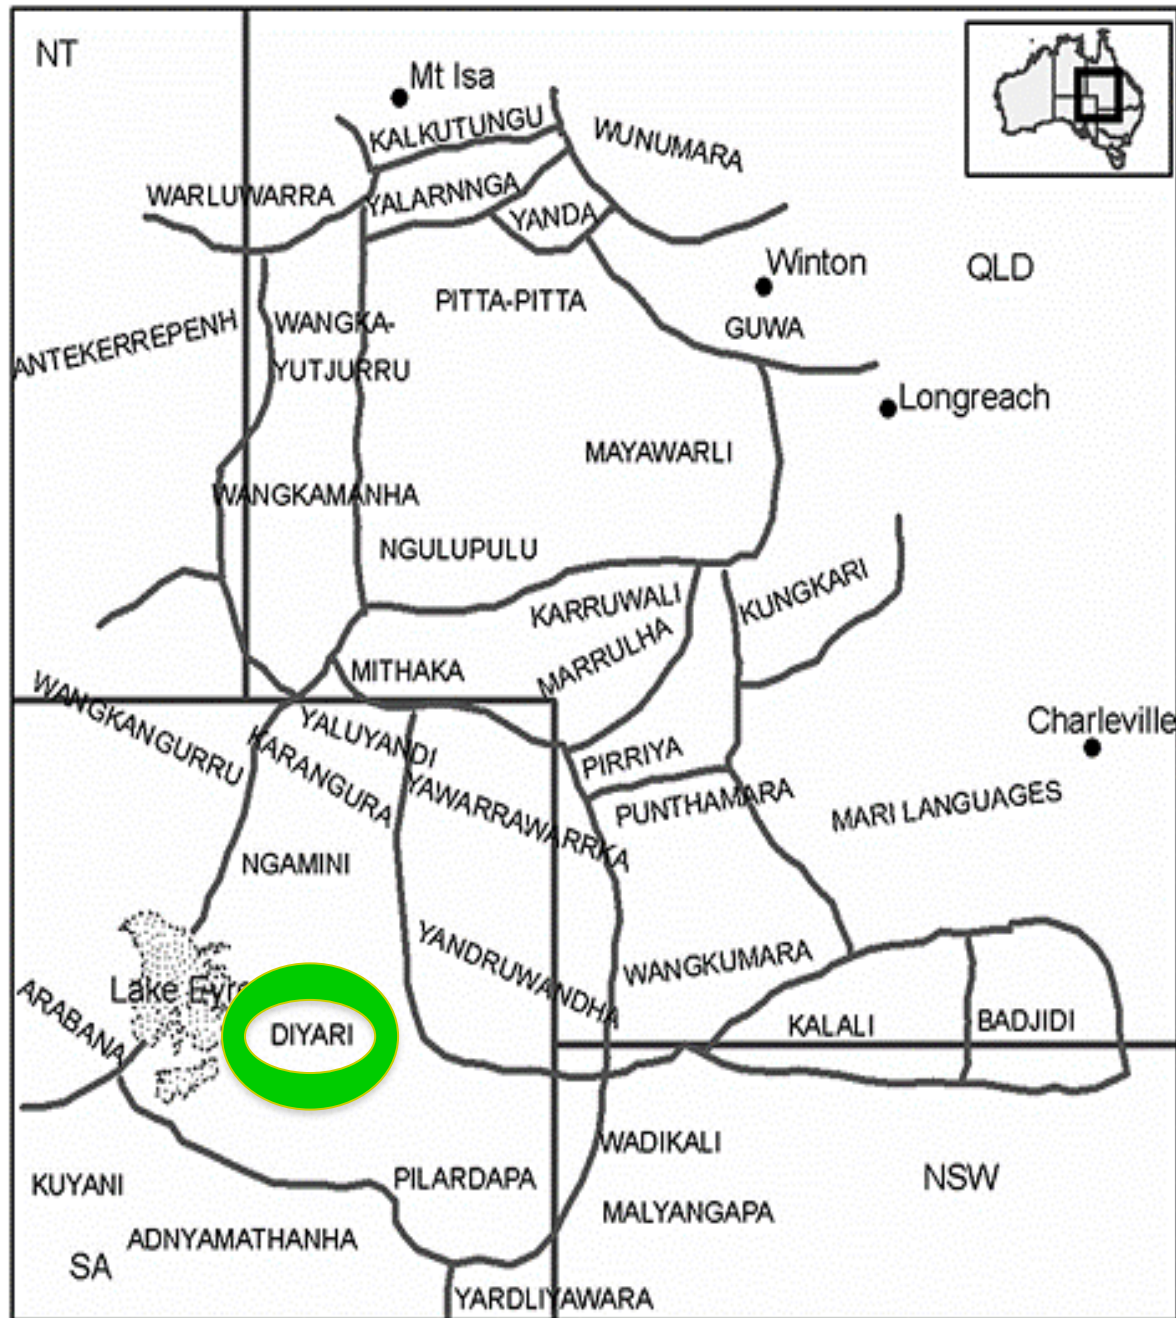 NT
Mt Isa
KALKUTUNGU
WUNUMARA
WARLUWARRA
YALARNNGA
YANDA
Winton
QLD
PITTA-PITTA
ANTEKERREPENH
WANGKA-
YUTJURRU
GUWA
Longreach
MAYAWARLI
WANGKAMANHA
NGULUPULU
KARRUWALI
KUNGKARI
MARRULHA
MITHAKA
WANGKANGURRU
YALUYANDI
KARANGURA
Charleville
PIRRIYA
YAWARRAWARRKA
PUNTHAMARA
MARI LANGUAGES
NGAMINI
YANDRUWANDHA
WANGKUMARA
Lake Eyre
ARABANA
DIYARI
KALALI
BADJIDI
WADIKALI
KUYANI
PILARDAPA
NSW
MALYANGAPA
ADNYAMATHANHA
SA
YARDLIYAWARA